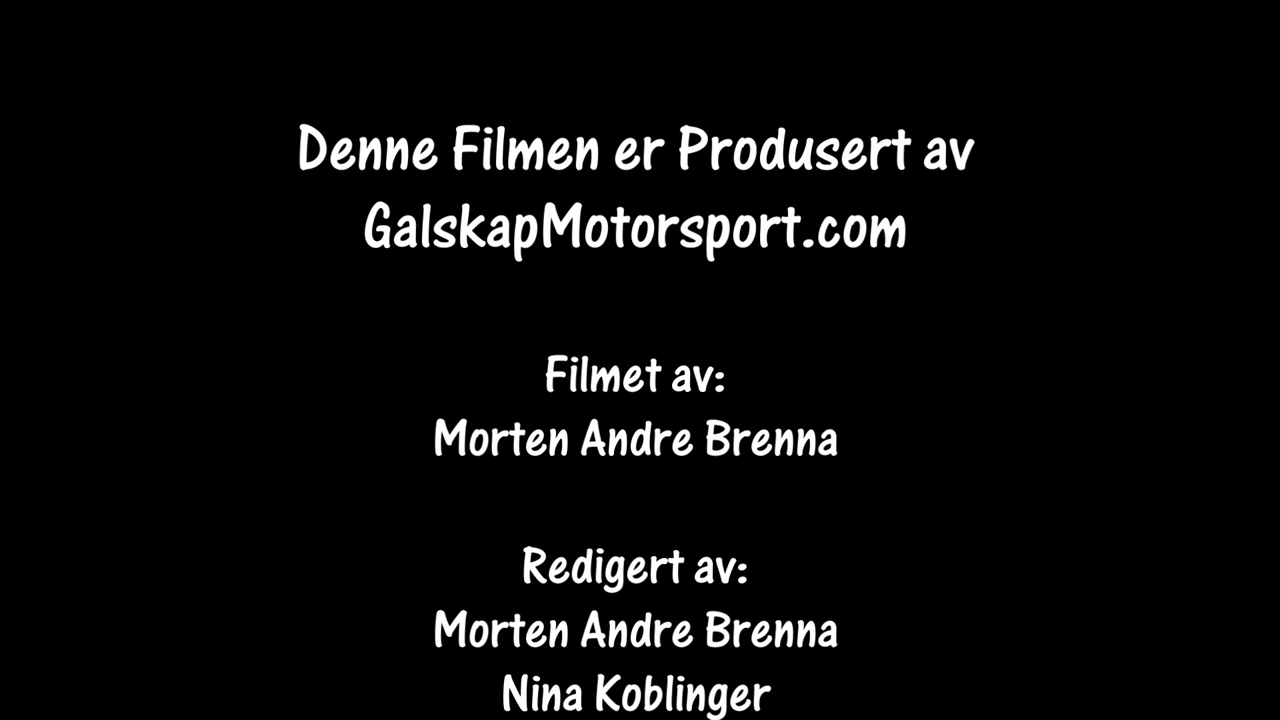 Denne Filmen er Produsert av
GalskapMotorsport.com
Filmet av:
Morten Andre Brenna
Redigert av:
Morten Andre Brenna
Nina Koblinger